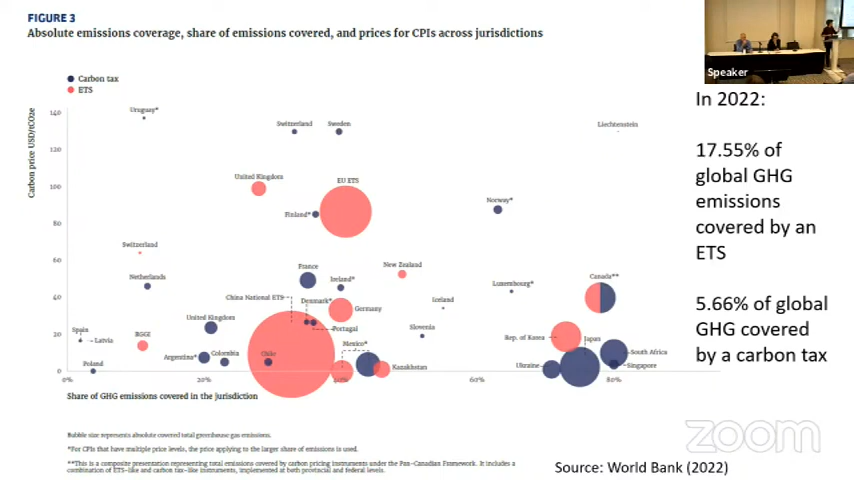 FIGURE 3
Absolute emissions coverage, share of emissions covered, and prices for CPIs across jurisdictions
Carbon tax
ETS
Carbon price USD/tCO2e
140
120
100
80
60
40
20
0
Uruguay*
Switzerland
Sweden
Liechtenstein
United Kingdom
EU ETS
Norway*
Finland*
Switzerland
New Zealand
Netherlands
France
Ireland*
Luxembourg*
Canada**
China National ETS
Denmark*
Germany
Iceland
United Kingdom
Portugal
Slovenia
Spain
Latvia
RGGI
Mexico*
Rep. of Korea
Japan
Argentina*
Colombia
Chile
South Africa
Poland
Kazakhstan
Ukraine
Singapore
0%
20%
40%
60%
80%
Share of GHG emissions covered in the jurisdiction
Bubble size represents absolute covered total greenhouse gas emissions.
*For CPIs that have multiple price levels, the price applying to the larger share of emissions is used.
**This is a composite presentation representing total emissions covered by carbon pricing instruments under the Pan-Canadian Framework. It includes a
combination of ETS-like and carbon tax-like instruments, implemented at both provincial and federal levels.
Speaker
In 2022:
17.55% of
global GHG
emissions
covered by an
ETS
5.66% of global
GHG covered
by a carbon tax
zoom
Source: World Bank (2022)